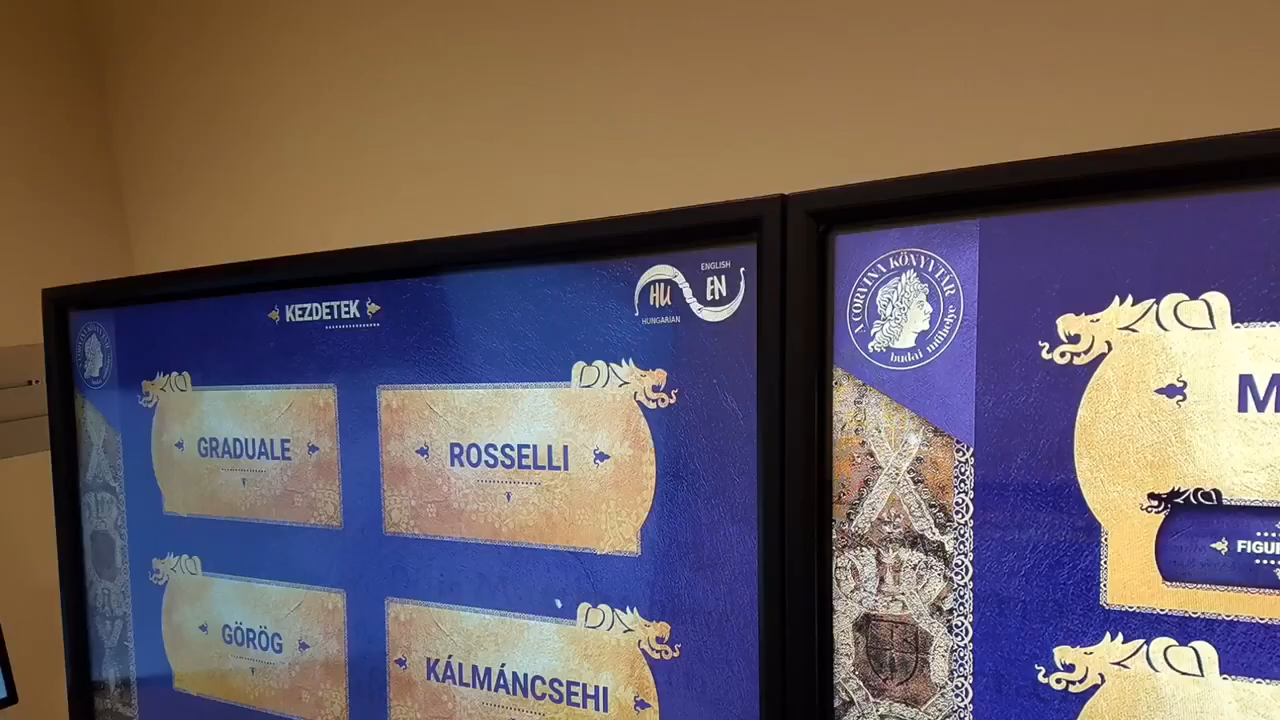 KEZDETEK
ENGLISH
HU EN
HUNGARIAN
GRADUALE
ROSSELLI
GÖRÖG
KÁLMÁNCSEHI
A CORVINA KÖNYVTÁR
budai műhelye
M
FIGU